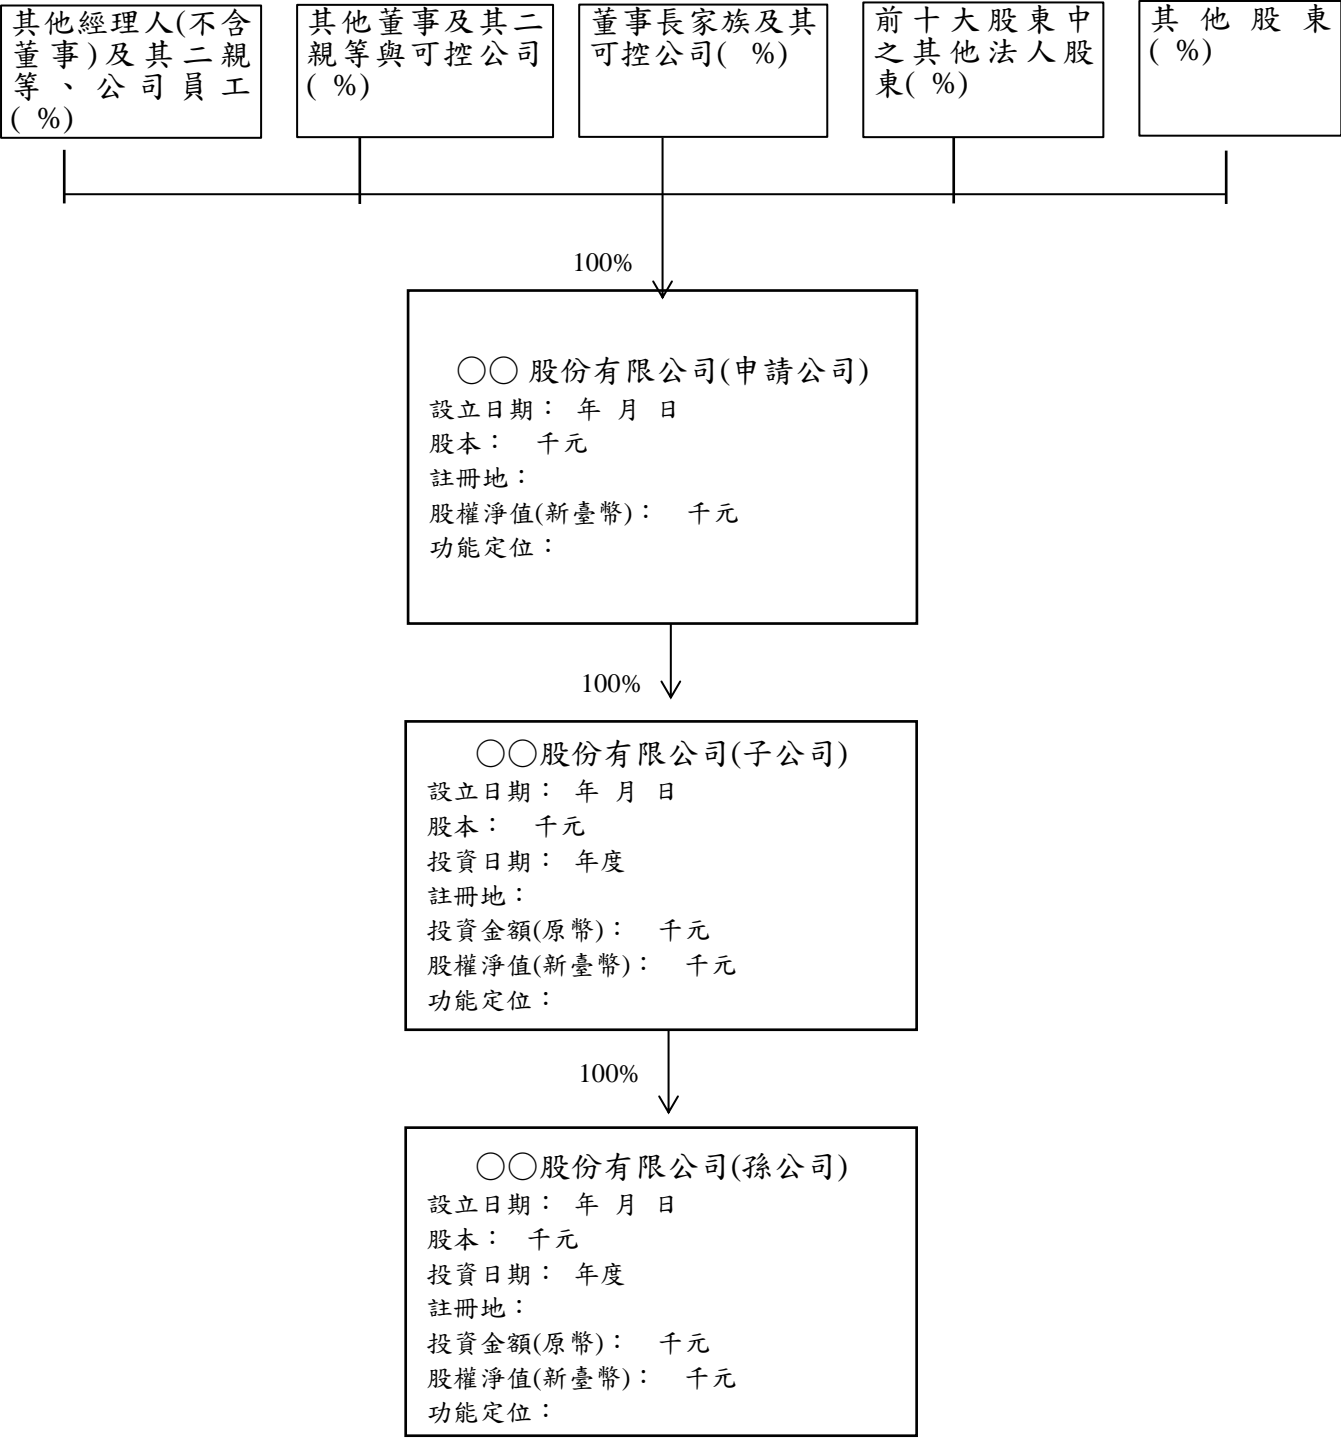 其他經理人(不含
董事)及其二親
等、公司員工
( %)
其他董事及其二
親等與可控公司
( %)
董事長家族及其
可控公司( %)
前十大股東中
之其他法人股
東( %)
其他股東
( %)
100%
○○ 股份有限公司(申請公司)
設立日期： 年 月 日
股本： 千元
註冊地：
股權淨值(新臺幣)： 千元
功能定位：
100%
○○股份有限公司(子公司)
設立日期： 年 月 日
股本： 千元
投資日期： 年度
註冊地：
投資金額(原幣)： 千元
股權淨值(新臺幣)： 千元
功能定位：
100%
○○股份有限公司(孫公司)
設立日期： 年 月 日
股本： 千元
投資日期： 年度
註冊地：
投資金額(原幣)： 千元
股權淨值(新臺幣)： 千元
功能定位：